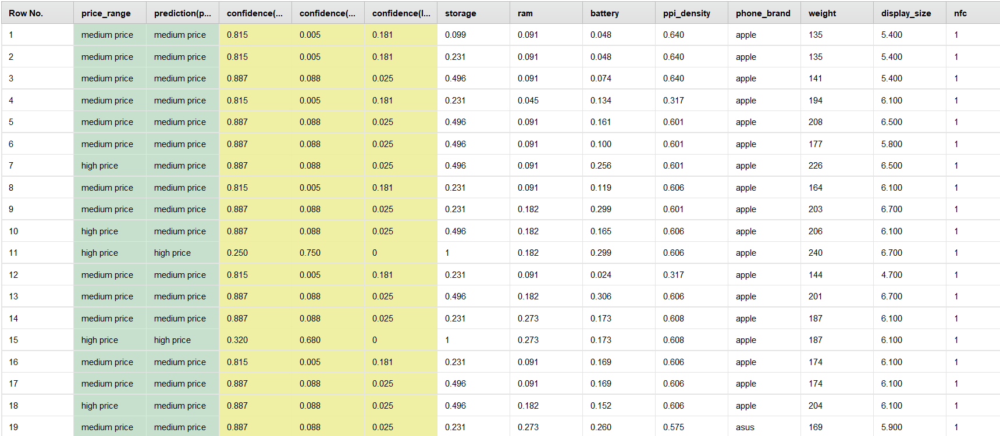 Row No. price_range prediction(p... confidence(... confidence(... confidence(l... storage ram battery ppi_density phone_brand weight display_size nfc
1 medium price medium price 0.815 0.005 0.181 0.099 0.091 0.048 0.640 apple 135 5.400 1
2 medium price medium price 0.815 0.005 0.181 0.231 0.091 0.048 0.640 apple 135 5.400 1
3 medium price medium price 0.887 0.088 0.025 0.496 0.091 0.074 0.640 apple 141 5.400 1
4 medium price medium price 0.815 0.005 0.181 0.231 0.045 0.134 0.317 apple 194 6.100 1
5 medium price medium price 0.887 0.088 0.025 0.496 0.091 0.161 0.601 apple 208 6.500 1
6 medium price medium price 0.887 0.088 0.025 0.496 0.091 0.100 0.601 apple 177 5.800 1
7 high price medium price 0.887 0.088 0.025 0.496 0.091 0.256 0.601 apple 226 6.500 1
8 medium price medium price 0.815 0.005 0.181 0.231 0.091 0.119 0.606 apple 164 6.100 1
9 medium price medium price 0.887 0.088 0.025 0.231 0.182 0.299 0.601 apple 203 6.700 1
10 high price medium price 0.887 0.088 0.025 0.496 0.182 0.165 0.606 apple 206 6.100 1
11 high price high price 0.250 0.750 0 1 0.182 0.299 0.606 apple 240 6.700 1
12 medium price medium price 0.815 0.005 0.181 0.231 0.091 0.024 0.317 apple 144 4.700 1
13 medium price medium price 0.887 0.088 0.025 0.496 0.182 0.306 0.606 apple 201 6.700 1
14 medium price medium price 0.887 0.088 0.025 0.231 0.273 0.173 0.608 apple 187 6.100 1
15 high price high price 0.320 0.680 0 1 0.273 0.173 0.608 apple 187 6.100 1
16 medium price medium price 0.815 0.005 0.181 0.231 0.091 0.169 0.606 apple 174 6.100 1
17 medium price medium price 0.887 0.088 0.025 0.496 0.091 0.169 0.606 apple 174 6.100 1
18 high price medium price 0.887 0.088 0.025 0.496 0.182 0.152 0.606 apple 204 6.100 1
19 medium price medium price 0.887 0.088 0.025 0.231 0.273 0.260 0.575 asus 169 5.900 1